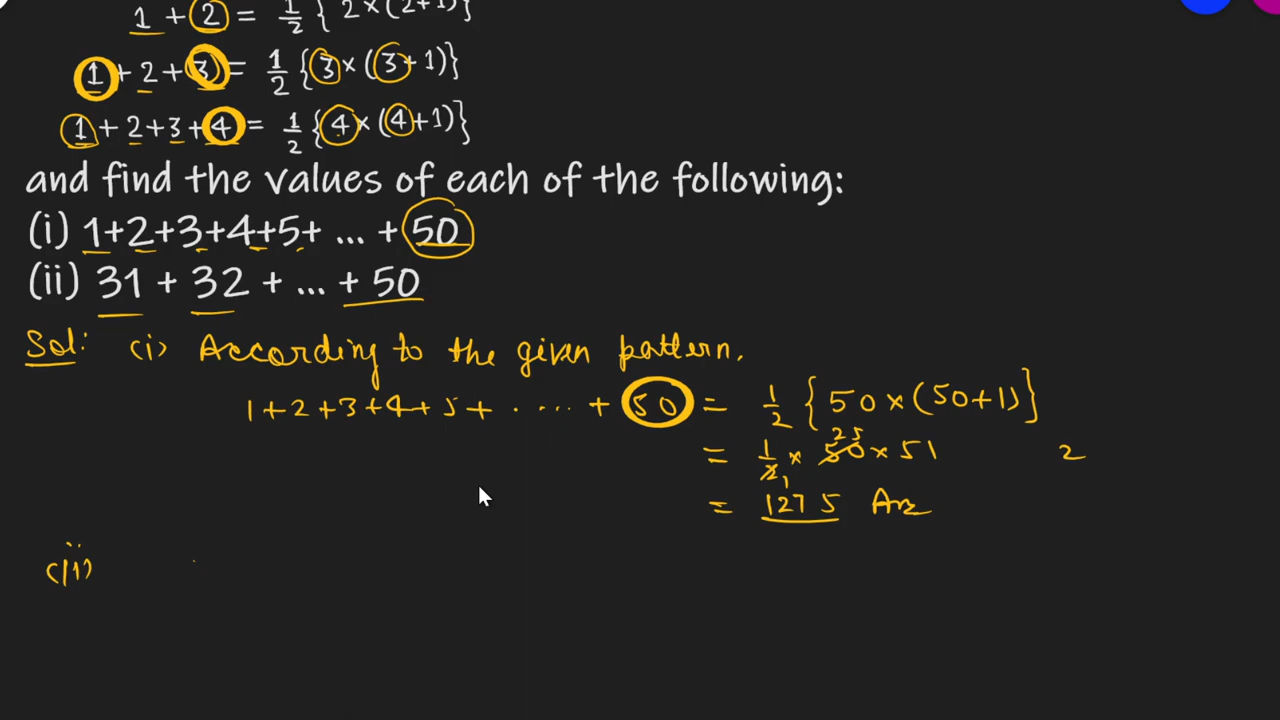 1 + 2 = 1/2 { 2 × (2+1)}
1 + 2 + 3 = 1/2 {3 × (3+1)}
1 + 2 + 3 + 4 = 1/2 {4 × (4+1)}
and find the values of each of the following:
(i) 1+2+3+4+5+ ... + 50
(ii) 31 + 32 + ... + 50
Sol: (i) According to the given pattern.
1+2+3+4+5+ ..... + 50 = 1/2 {50 × (50+1)}
= 1/2 1 × 50 25 × 51 2
= 1275 Ans
(ii)